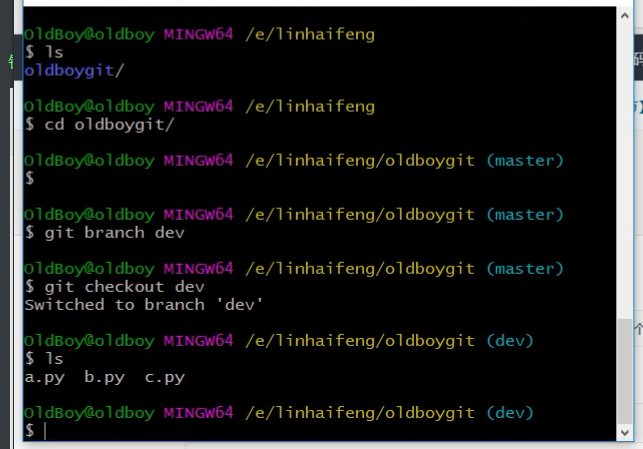 OldBoy@oldboy MINGW64 /e/linhaifeng
$ ls
oldboygit/
OldBoy@oldboy MINGW64 /e/linhaifeng
$ cd oldboygit/
OldBoy@oldboy MINGW64 /e/linhaifeng/oldboygit (master)
$
OldBoy@oldboy MINGW64 /e/linhaifeng/oldboygit (master)
$ git branch dev
OldBoy@oldboy MINGW64 /e/linhaifeng/oldboygit (master)
$ git checkout dev
Switched to branch 'dev'
OldBoy@oldboy MINGW64 /e/linhaifeng/oldboygit (dev)
$ ls
a.py b.py c.py
OldBoy@oldboy MINGW64 /e/linhaifeng/oldboygit (dev)
$